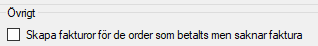 Övrigt
Skapa fakturor för de order som betalts men saknar faktura